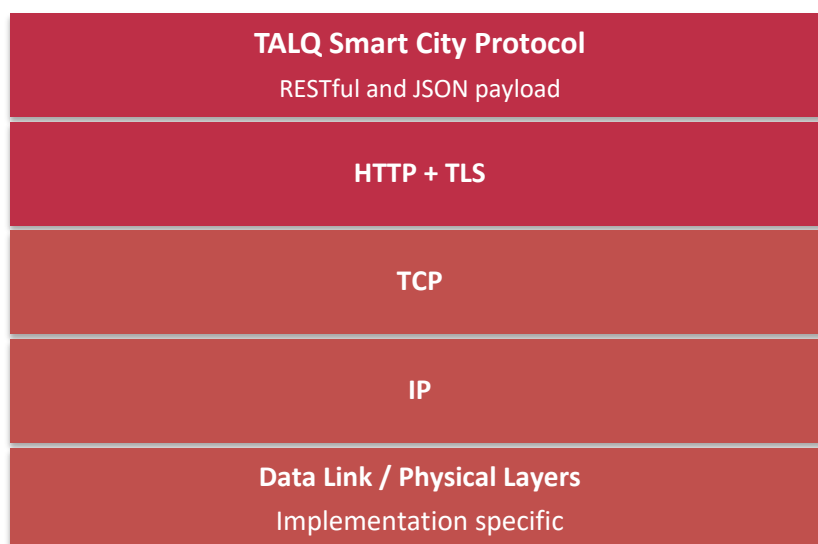 TALQ Smart City Protocol
RESTful and JSON payload
HTTP + TLS
TCP
IP
Data Link / Physical Layers
Implementation specific